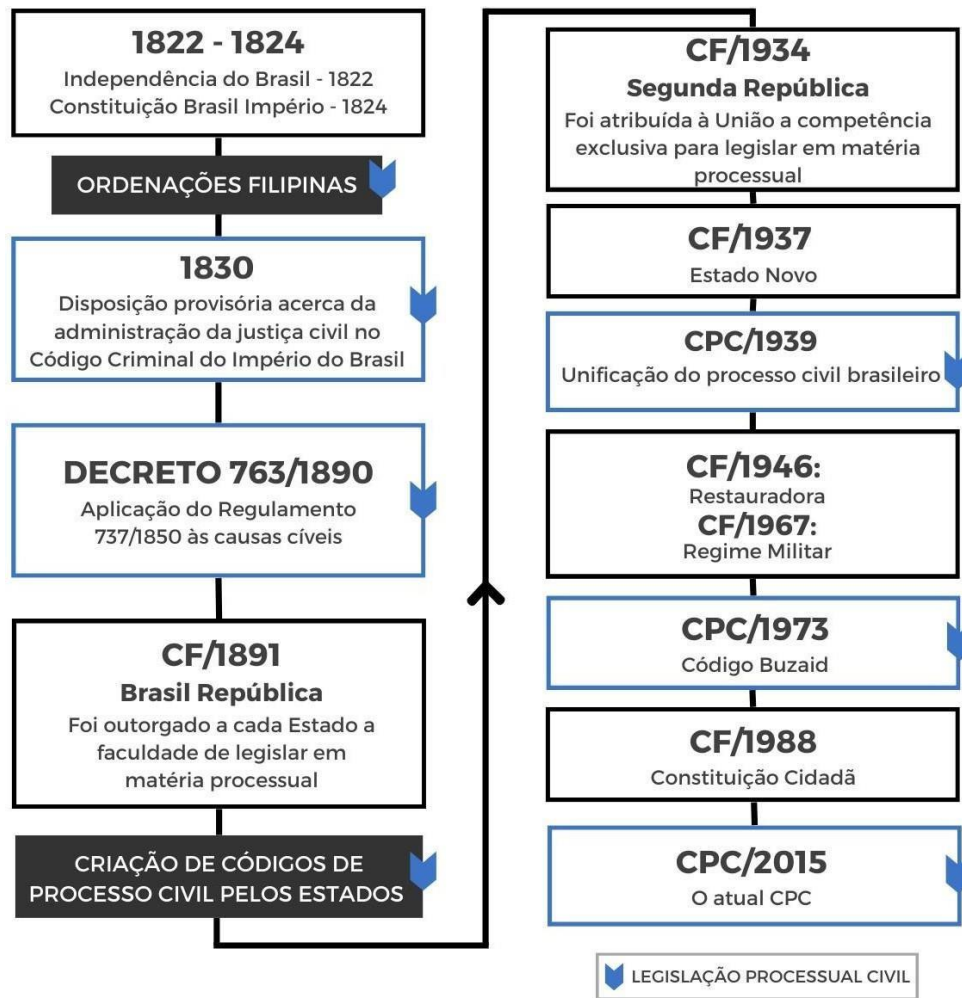 1822 - 1824
Independência do Brasil - 1822
Constituição Brasil Império - 1824
ORDENAÇÕES FILIPINAS
1830
Disposição provisória acerca da
administração da justiça civil no
Código Criminal do Império do Brasil
DECRETO 763/1890
Aplicação do Regulamento
737/1850 às causas cíveis
CF/1891
Brasil República
Foi outorgado a cada Estado a
faculdade de legislar em
matéria processual
CRIAÇÃO DE CÓDIGOS DE
PROCESSO CIVIL PELOS ESTADOS
CF/1934
Segunda República
Foi atribuída à União a competência
exclusiva para legislar em matéria
processual
CF/1937
Estado Novo
CPC/1939
Unificação do processo civil brasileiro
CF/1946:
Restauradora
CF/1967:
Regime Militar
CPC/1973
Código Buzaid
CF/1988
Constituição Cidadã
CPC/2015
O atual CPC
LEGISLAÇÃO PROCESSUAL CIVIL